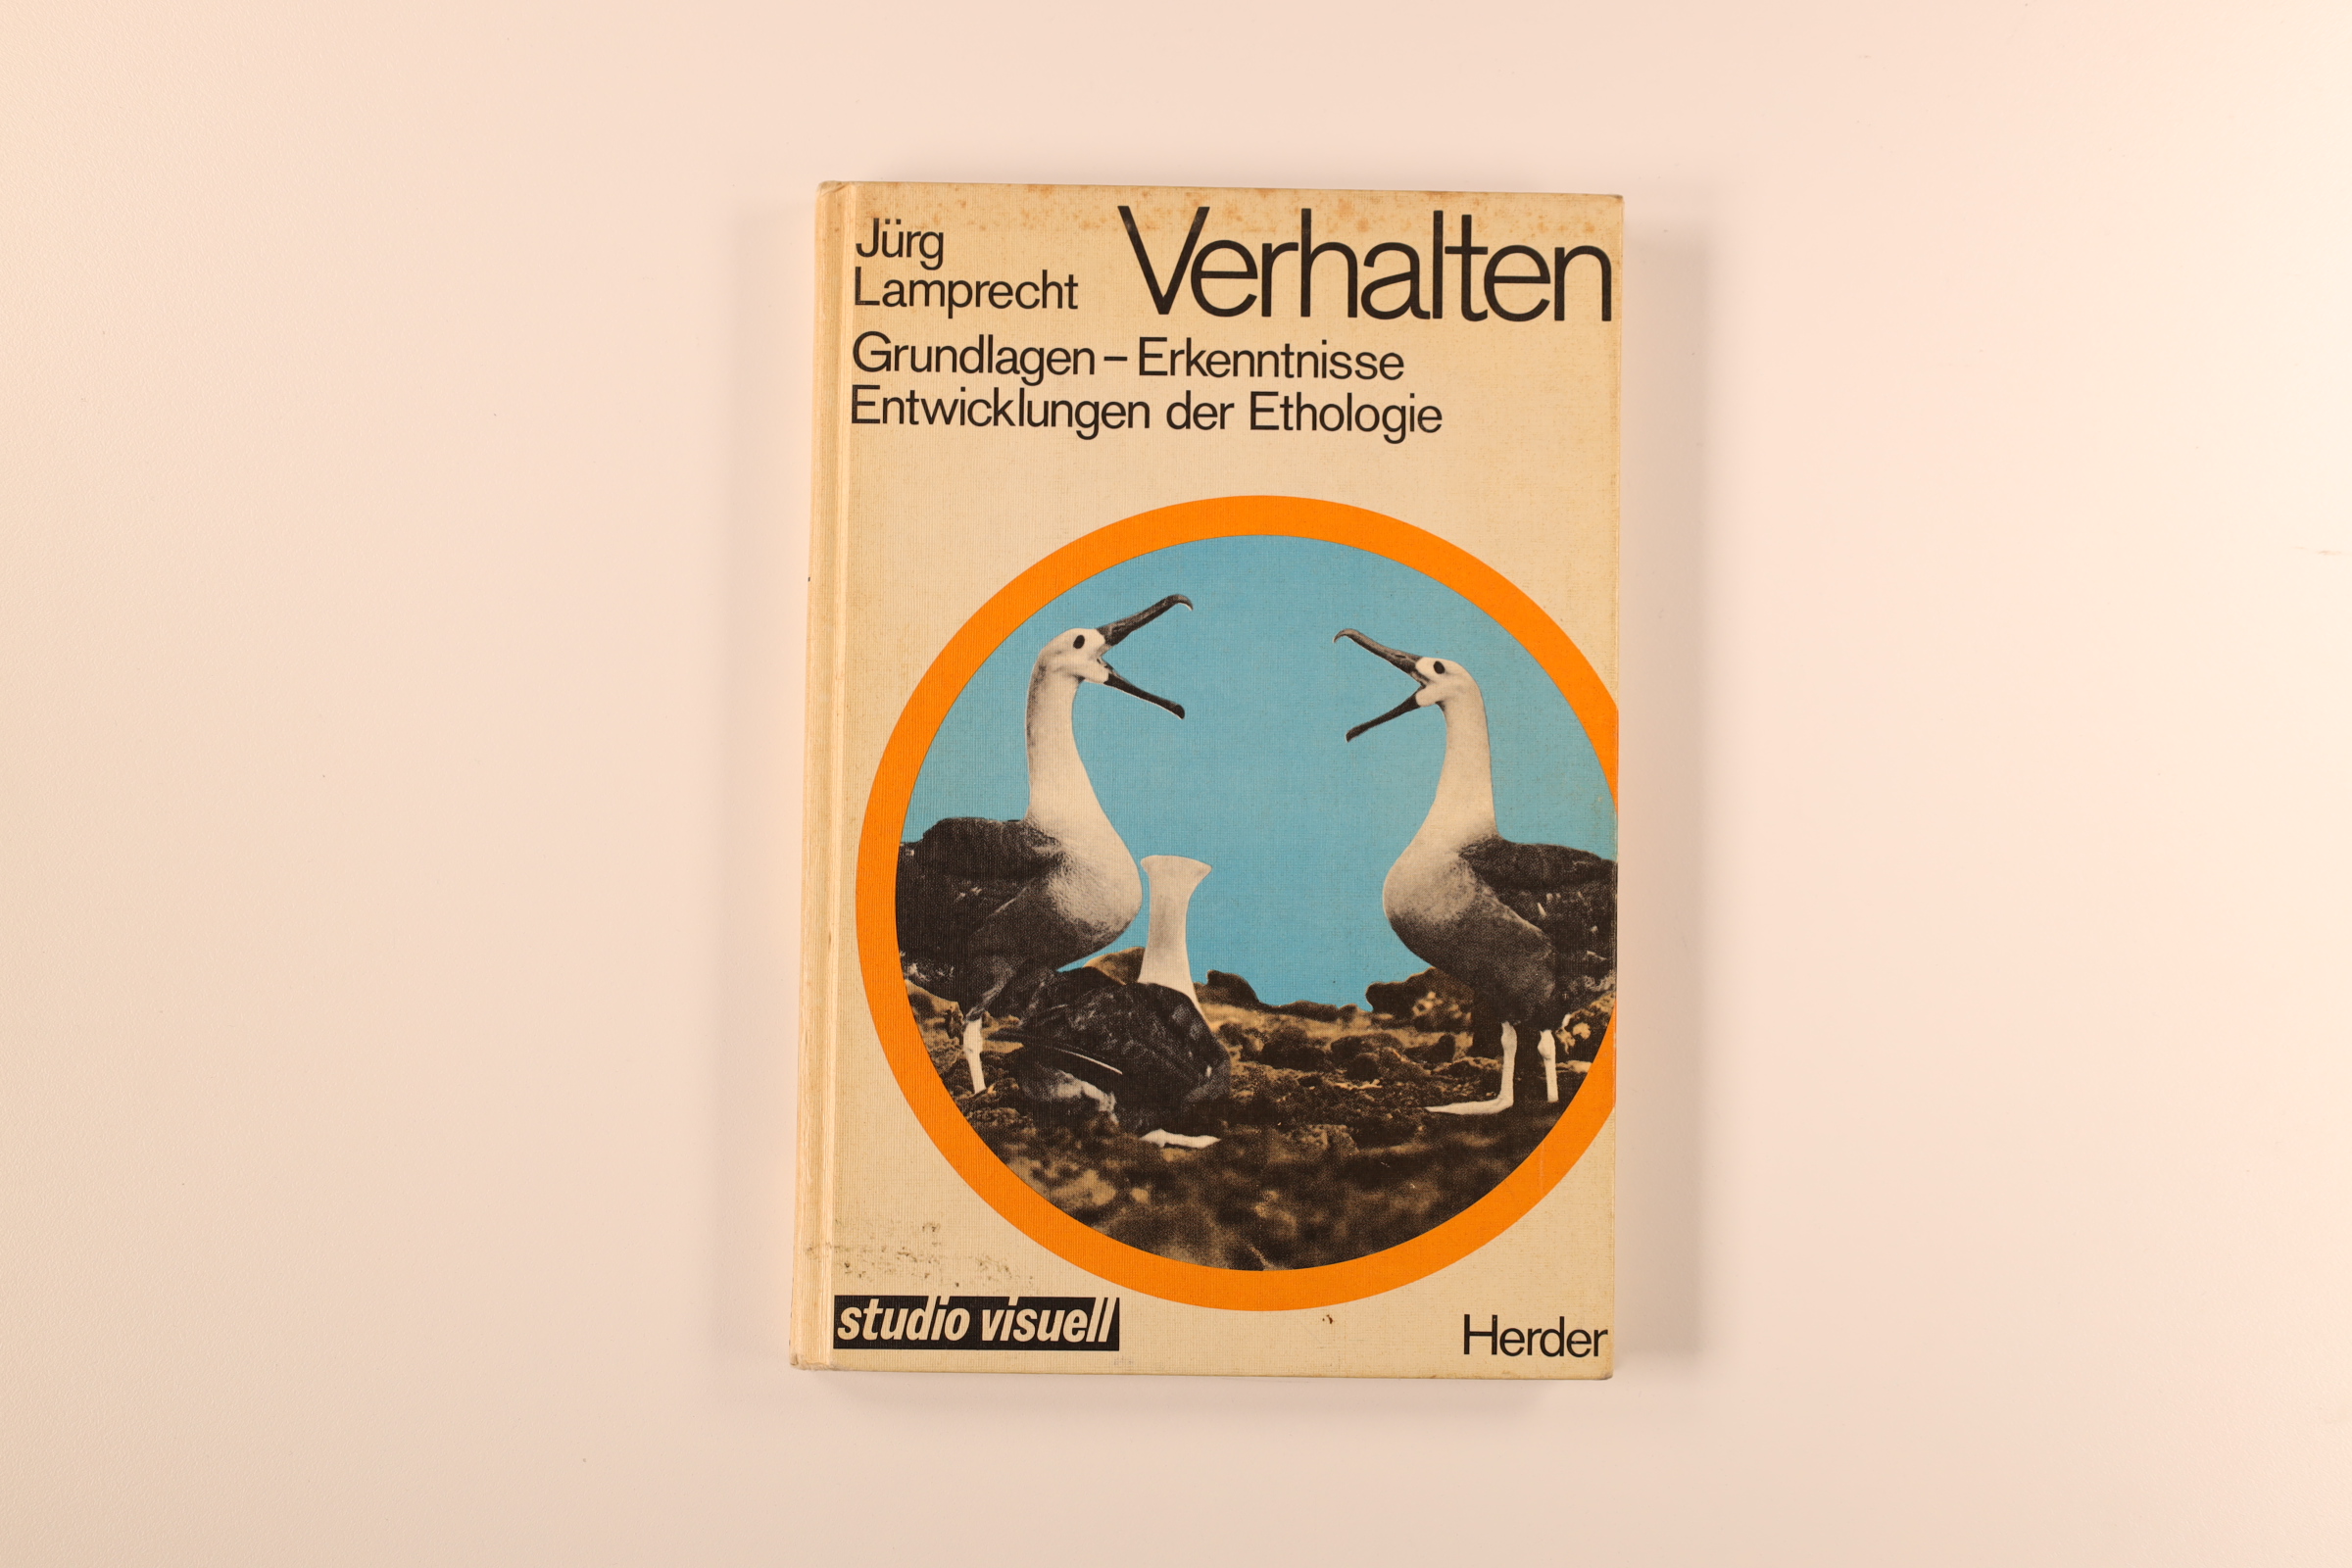 Jürg
Lamprecht
Verhalten
Grundlagen – Erkenntnisse
Entwicklungen der Ethologie
studio visuell
Herder